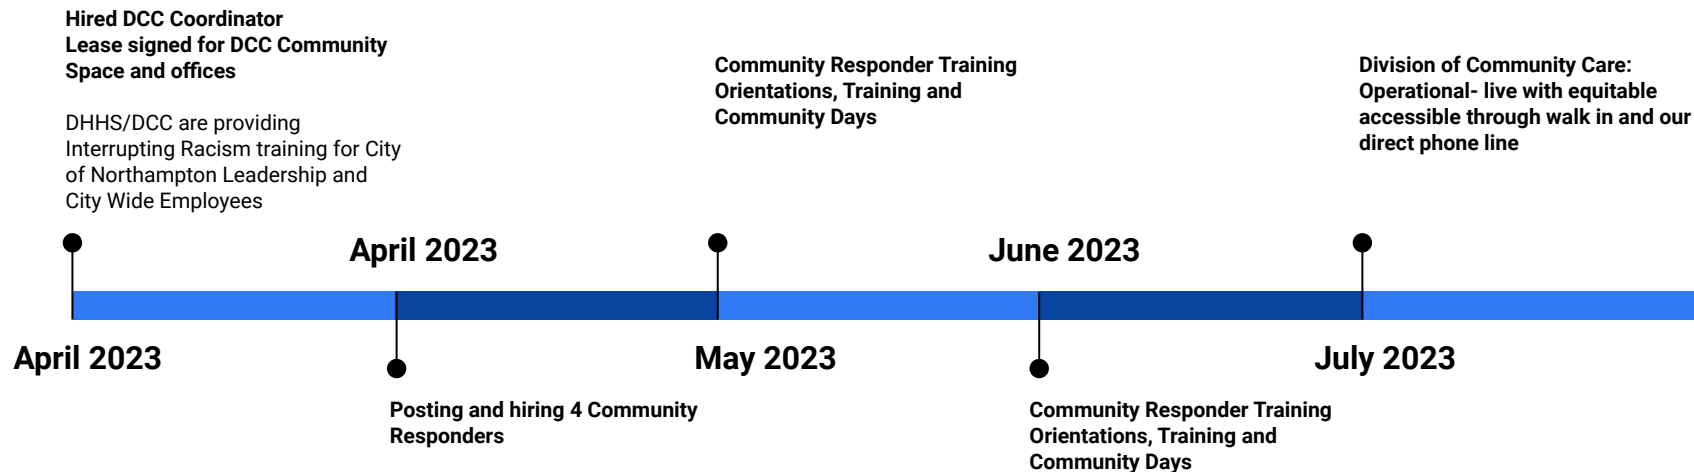 Hired DCC Coordinator
Lease signed for DCC Community
Space and offices
DHHS/DCC are providing
Interrupting Racism training for City
of Northampton Leadership and
City Wide Employees
April 2023
April 2023
Posting and hiring 4 Community
Responders
Community Responder Training
Orientations, Training and
Community Days
May 2023
June 2023
Community Responder Training
Orientations, Training and
Community Days
Division of Community Care:
Operational- live with equitable
accessible through walk in and our
direct phone line
July 2023